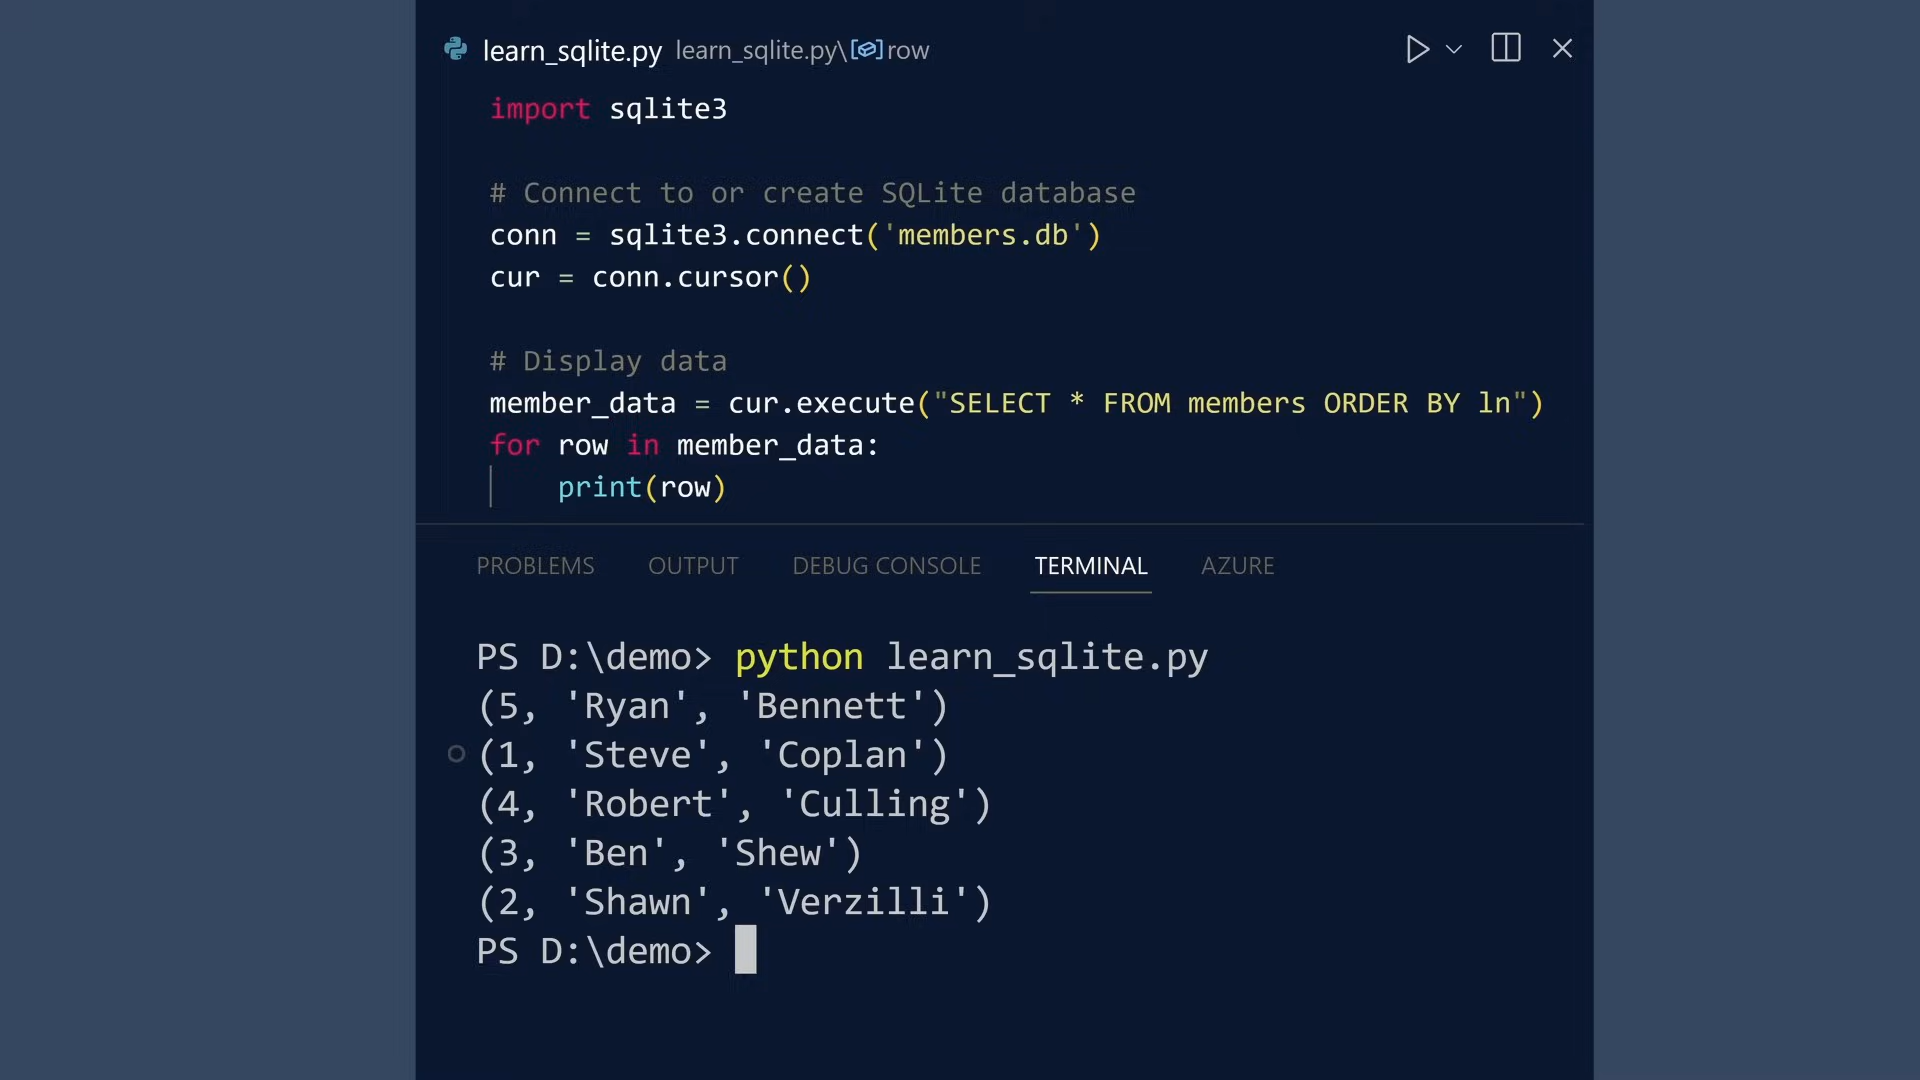 learn_sqlite.py learn_sqlite.py\row
import sqlite3
# Connect to or create SQLite database
conn = sqlite3.connect('members.db')
cur = conn.cursor()
# Display data
member_data = cur.execute("SELECT * FROM members ORDER BY ln")
for row in member_data:
    print(row)
PROBLEMS OUTPUT DEBUG CONSOLE TERMINAL AZURE
PS D:\demo> python learn_sqlite.py
(5, 'Ryan', 'Bennett')
(1, 'Steve', 'Coplan')
(4, 'Robert', 'Culling')
(3, 'Ben', 'Shew')
(2, 'Shawn', 'Verzilli')
PS D:\demo>